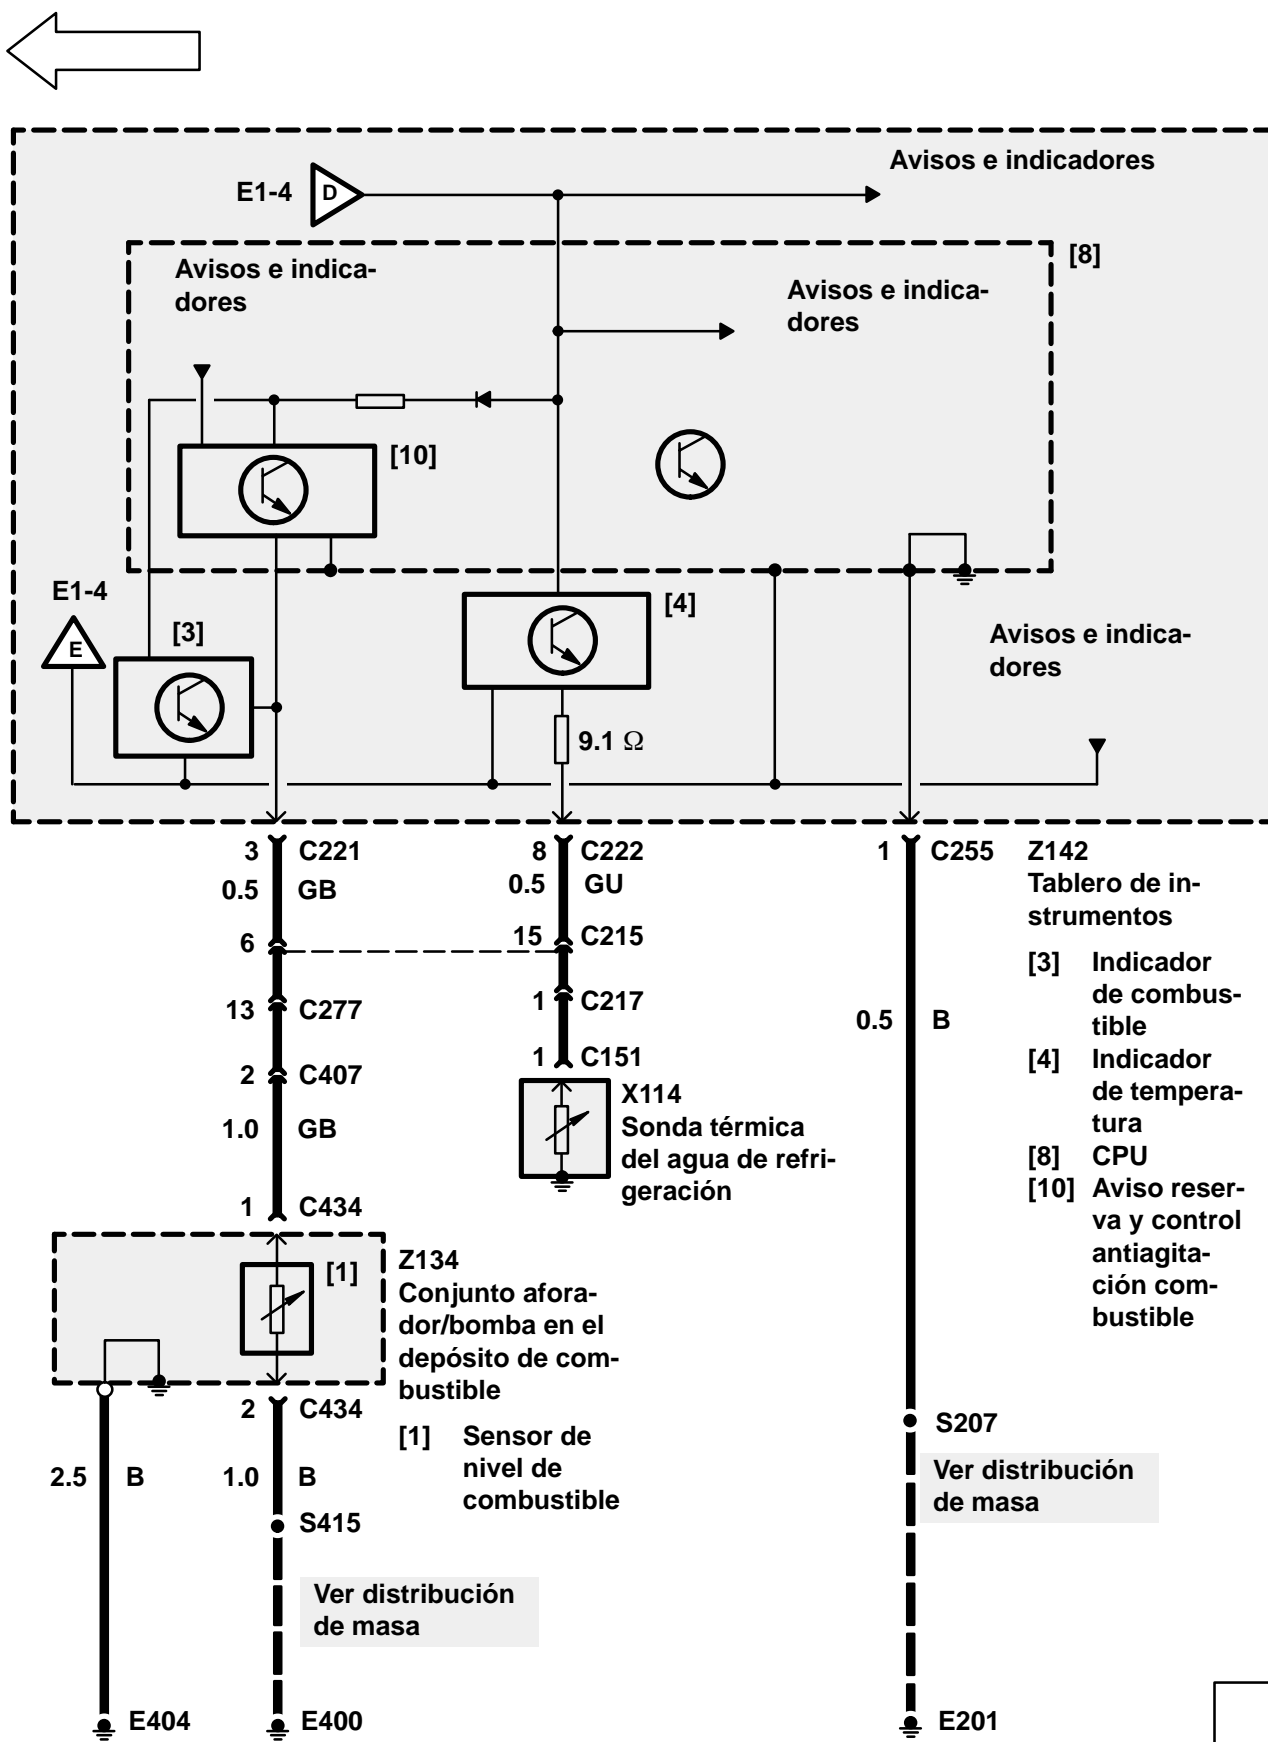 Avisos e indicadores
E1-4
D
[8]
Avisos e indica-
dores
Avisos e indica-
dores
[10]
E1-4
E
[3]
[4]
Avisos e indica-
dores
9.1 Ω
3 C221
8 C222
1 C255
Z142
Tablero de in-
strumentos
0.5 GB
0.5 GU
6
15 C215
[3] Indicador
de combus-
tible
13 C277
1 C217
0.5 B
[4] Indicador
de tempera-
tura
2 C407
1 C151
X114
Sonda térmica
del agua de refri-
geración
1.0 GB
[8] CPU
[10] Aviso reser-
va y control
antiagita-
ción com-
bustible
1 C434
[1]
Z134
Conjunto afora-
dor/bomba en el
depósito de com-
bustible
2 C434
[1] Sensor de
nivel de
combustible
2.5 B
1.0 B
S415
S207
Ver distribución
de masa
Ver distribución
de masa
E404
E400
E201